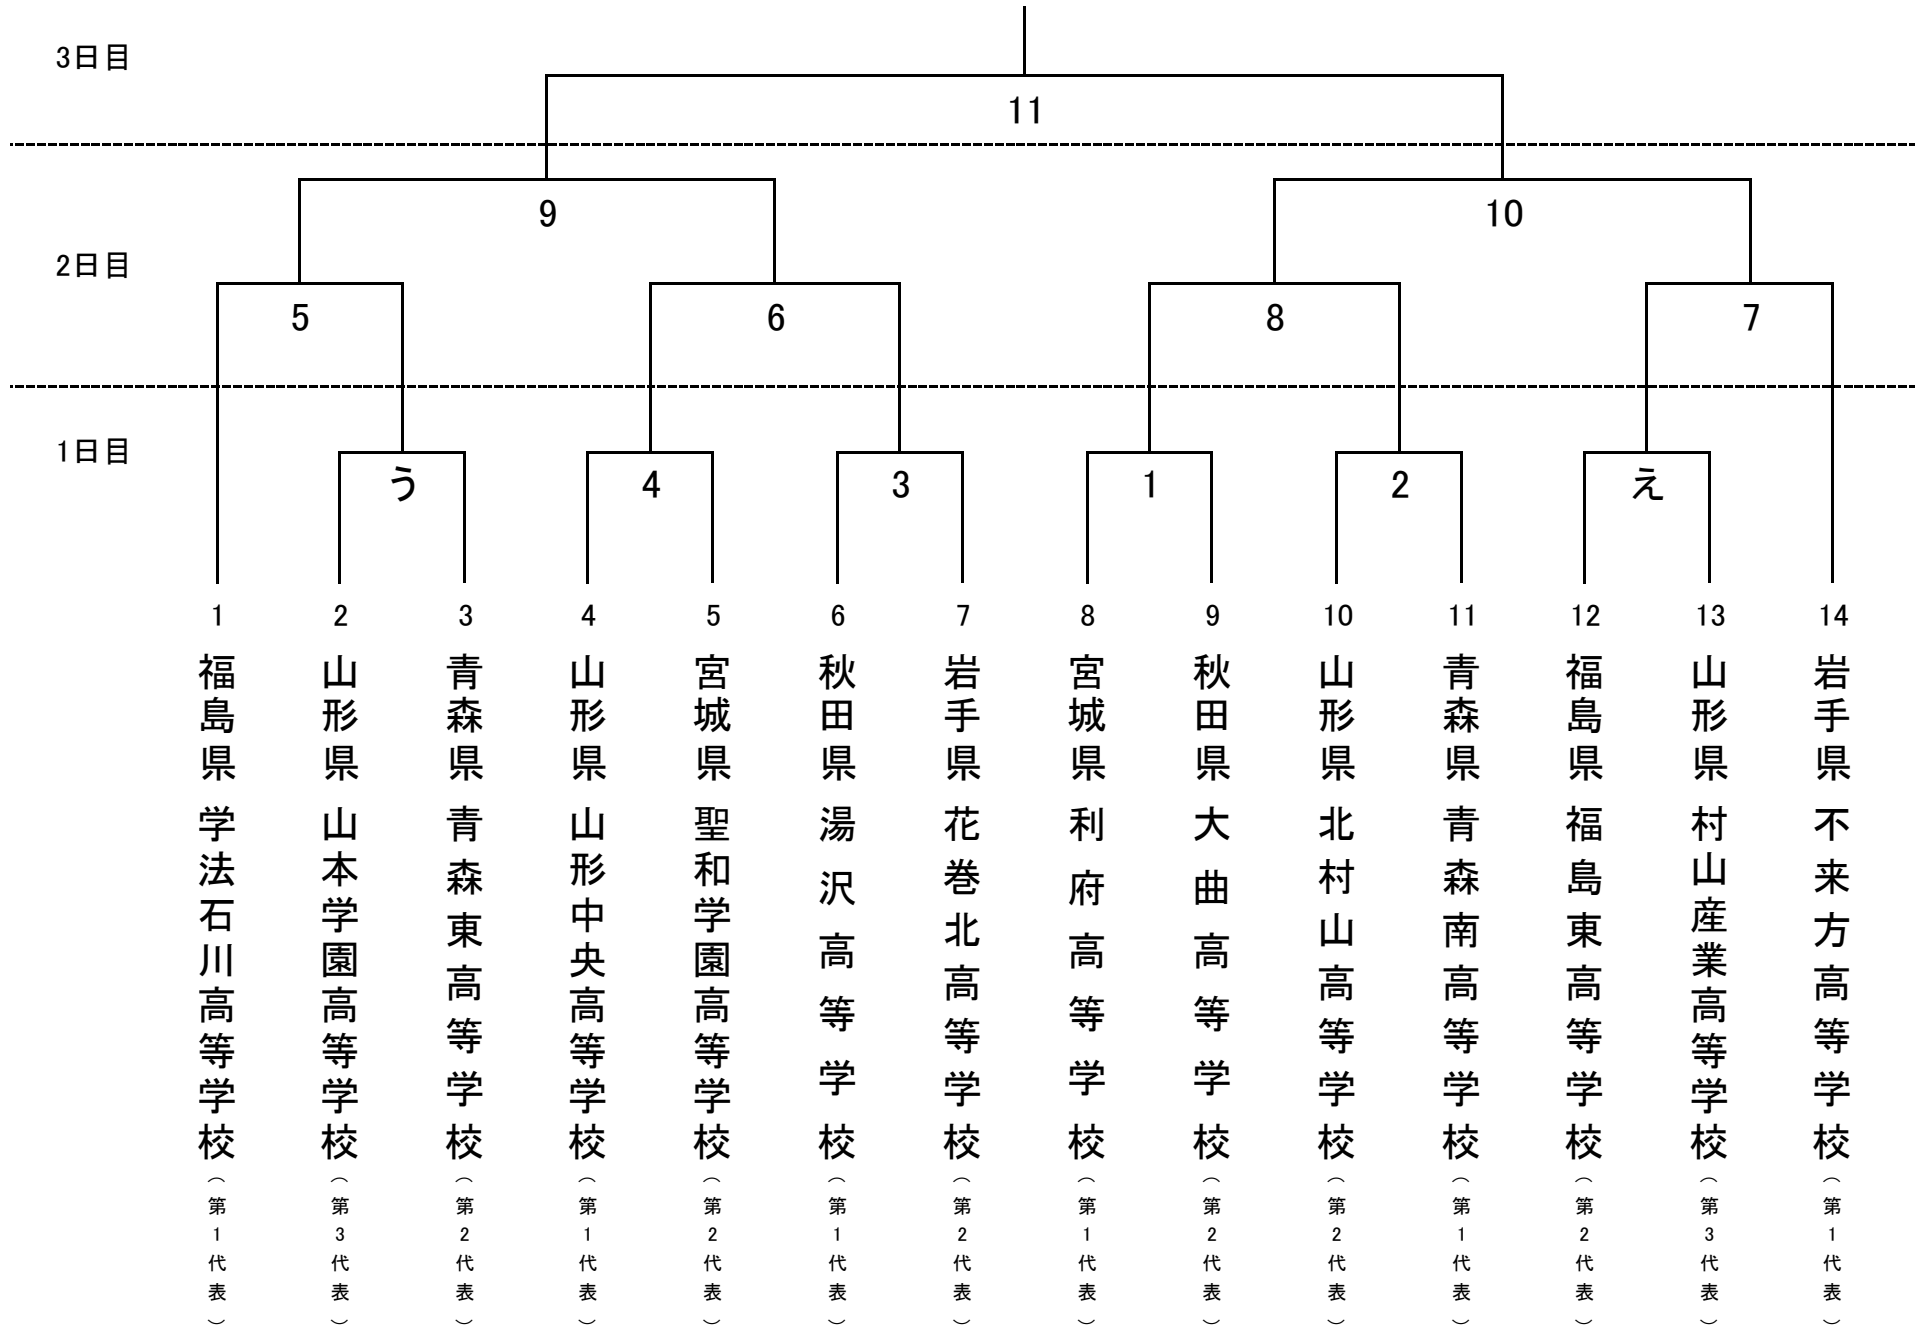 3日目
11
9
10
2日目
5
6
8
7
1日目
う
4
3
1
2
え
1 福島県 学法石川高等学校（第1代表）
2 山形県 山本学園高等学校（第3代表）
3 青森県 青森東高等学校（第2代表）
4 山形県 山形中央高等学校（第1代表）
5 宮城県 聖和学園高等学校（第2代表）
6 秋田県 湯沢高等学校（第1代表）
7 岩手県 花巻北高等学校（第2代表）
8 宮城県 利府高等学校（第1代表）
9 秋田県 大曲高等学校（第2代表）
10 山形県 北村山高等学校（第2代表）
11 青森県 青森南高等学校（第1代表）
12 福島県 福島東高等学校（第2代表）
13 山形県 村山産業高等学校（第3代表）
14 岩手県 不来方高等学校（第1代表）